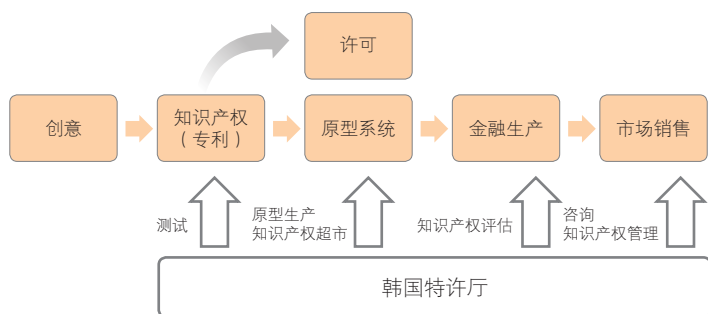 许可
创意
知识产权
（专利）
原型系统
金融生产
市场销售
测试
原型生产
知识产权超市
知识产权评估
咨询
知识产权管理
韩国特许厅